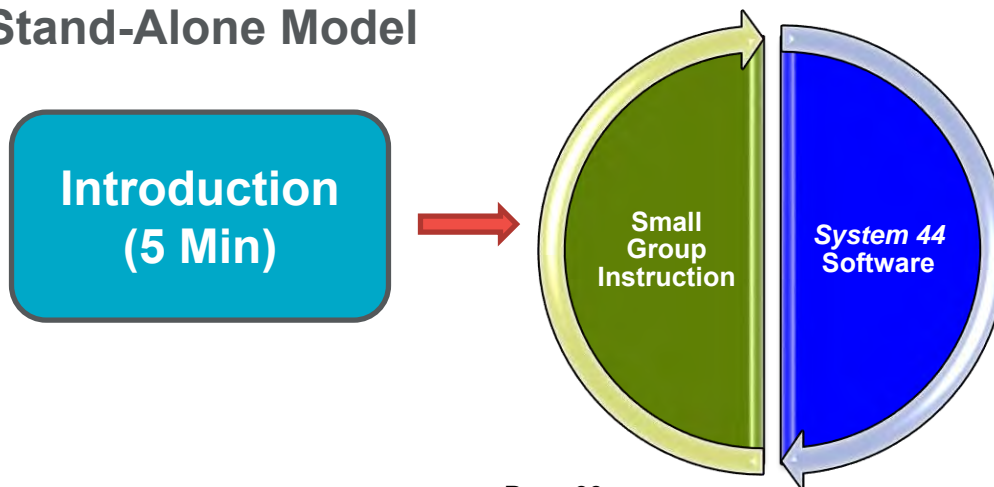 Stand-Alone Model
Introduction
(5 Min)
Small
Group
Instruction
System 44
Software